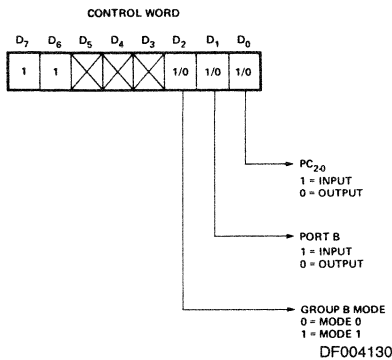 CONTROL WORD
D7 D6 D5 D4 D3 D2 D1 D0
1 1 1/0 1/0 1/0
PC2-0
1 = INPUT
0 = OUTPUT
PORT B
1 = INPUT
0 = OUTPUT
GROUP B MODE
0 = MODE 0
1 = MODE 1
DF004130